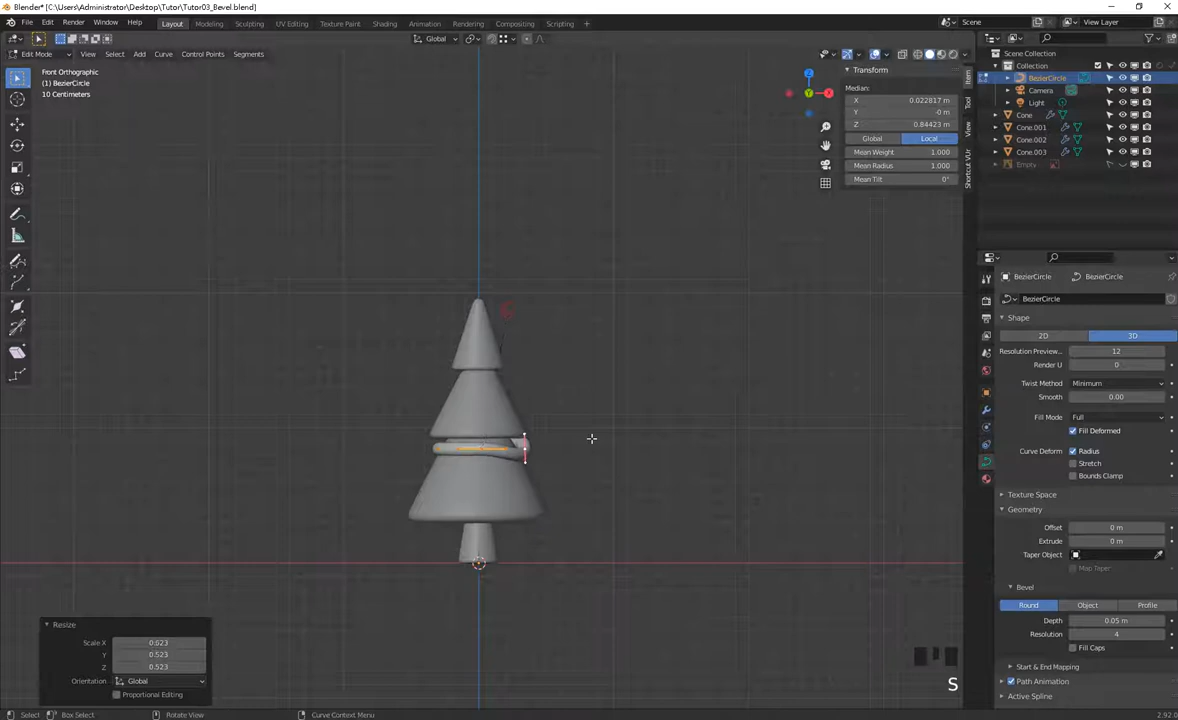 Blender* [C:\Users\Administrator\Desktop\Tutor\Tutor03_Bevel.blend]
File Edit Render Window Help Layout Modeling Sculpting UV Editing Texture Paint Shading Animation Rendering Compositing Scripting + Scene View Layer
Global
Edit Mode View Select Add Curve Control Points Segments
Front Orthographic
(1) BezierCircle
10 Centimeters
Transform
Median:
X 0.022817 m
Y -0 m
Z 0.84423 m
Global Local
Mean Weight 1.000
Mean Radius 1.000
Mean Tilt 0°
Item
Tool
View
Shortcut VUr
Scene Collection
Collection
BezierCircle
Camera
Light
Cone
Cone.001
Cone.002
Cone.003
Empty
BezierCircle BezierCircle
BezierCircle
Shape
2D 3D
Resolution Preview... 12
Render U 0
Twist Method Minimum
Smooth 0.00
Fill Mode Full
Fill Deformed
Curve Deform Radius
Stretch
Bounds Clamp
Texture Space
Geometry
Offset 0 m
Extrude 0 m
Taper Object
Map Taper
Bevel
Round Object Profile
Depth 0.05 m
Resolution 4
Fill Caps
Start & End Mapping
Path Animation
Active Spline
Resize
Scale X 0.523
Y 0.523
Z 0.523
Orientation Global
Proportional Editing
S
Select Box Select Rotate View Curve Context Menu 2.92.0